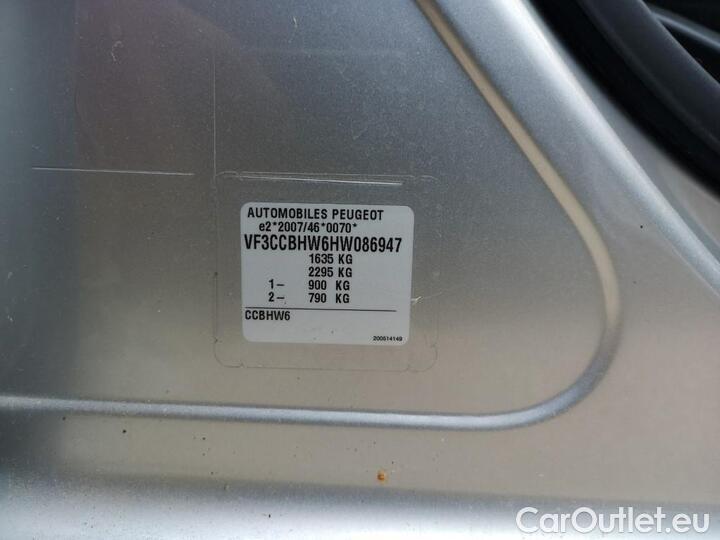 AUTOMOBILES PEUGEOT
e2*2007/46*0070*
VF3CCBHW6HW086947
1635 KG
2295 KG
1- 900 KG
2- 790 KG
CCBHW6
200614149
CarOutlet.eu